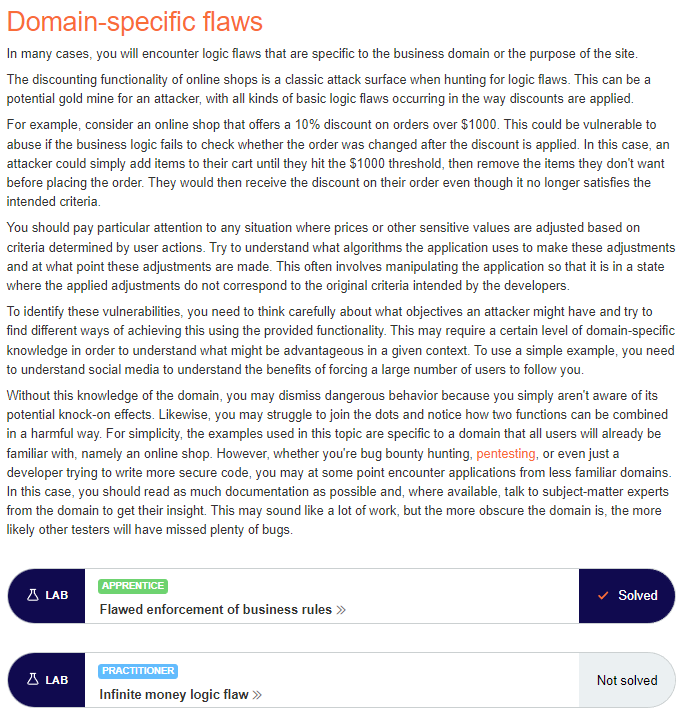 Domain-specific flaws
In many cases, you will encounter logic flaws that are specific to the business domain or the purpose of the site.
The discounting functionality of online shops is a classic attack surface when hunting for logic flaws. This can be a
potential gold mine for an attacker, with all kinds of basic logic flaws occurring in the way discounts are applied.
For example, consider an online shop that offers a 10% discount on orders over $1000. This could be vulnerable to
abuse if the business logic fails to check whether the order was changed after the discount is applied. In this case, an
attacker could simply add items to their cart until they hit the $1000 threshold, then remove the items they don't want
before placing the order. They would then receive the discount on their order even though it no longer satisfies the
intended criteria.
You should pay particular attention to any situation where prices or other sensitive values are adjusted based on
criteria determined by user actions. Try to understand what algorithms the application uses to make these adjustments
and at what point these adjustments are made. This often involves manipulating the application so that it is in a state
where the applied adjustments do not correspond to the original criteria intended by the developers.
To identify these vulnerabilities, you need to think carefully about what objectives an attacker might have and try to
find different ways of achieving this using the provided functionality. This may require a certain level of domain-specific
knowledge in order to understand what might be advantageous in a given context. To use a simple example, you need
to understand social media to understand the benefits of forcing a large number of users to follow you.
Without this knowledge of the domain, you may dismiss dangerous behavior because you simply aren't aware of its
potential knock-on effects. Likewise, you may struggle to join the dots and notice how two functions can be combined
in a harmful way. For simplicity, the examples used in this topic are specific to a domain that all users will already be
familiar with, namely an online shop. However, whether you're bug bounty hunting, pentesting, or even just a
developer trying to write more secure code, you may at some point encounter applications from less familiar domains.
In this case, you should read as much documentation as possible and, where available, talk to subject-matter experts
from the domain to get their insight. This may sound like a lot of work, but the more obscure the domain is, the more
likely other testers will have missed plenty of bugs.
LAB
APPRENTICE
Flawed enforcement of business rules
Solved
LAB
PRACTITIONER
Infinite money logic flaw
Not solved